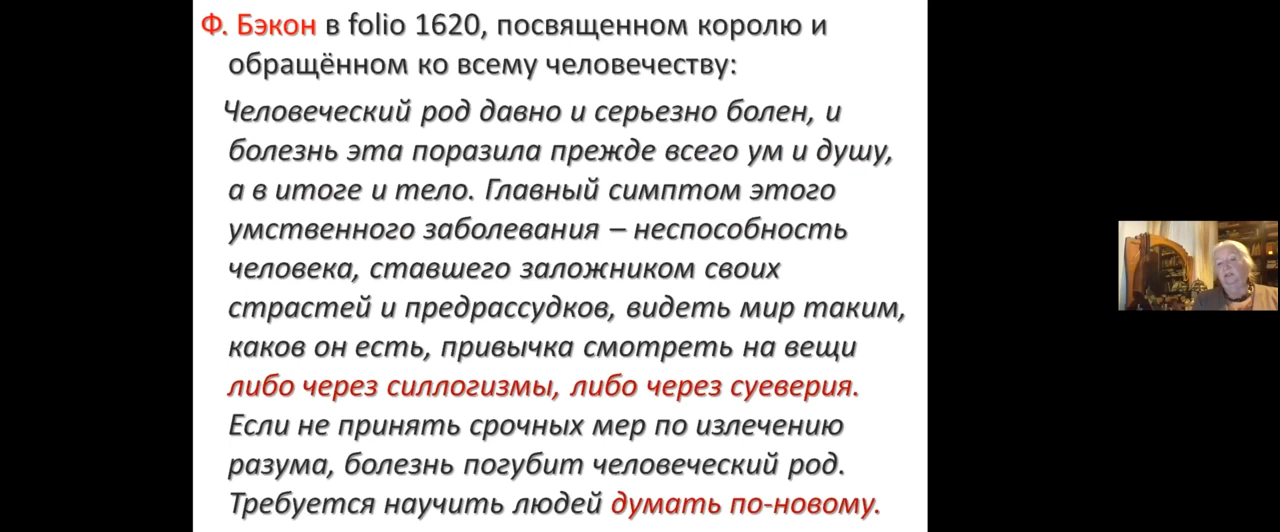 Ф. Бэкон в folio 1620, посвященном королю и
обращённом ко всему человечеству:
Человеческий род давно и серьезно болен, и
болезнь эта поразила прежде всего ум и душу,
а в итоге и тело. Главный симптом этого
умственного заболевания – неспособность
человека, ставшего заложником своих
страстей и предрассудков, видеть мир таким,
каков он есть, привычка смотреть на вещи
либо через силлогизмы, либо через суеверия.
Если не принять срочных мер по излечению
разума, болезнь погубит человеческий род.
Требуется научить людей думать по-новому.